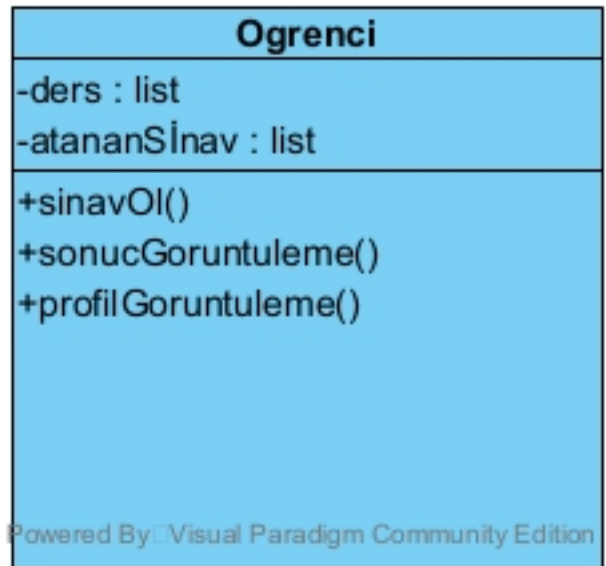 Ogrenci
-ders : list
-atananSİnav : list
+sinavOl()
+sonucGoruntuleme()
+profilGoruntuleme()
Powered By Visual Paradigm Community Edition